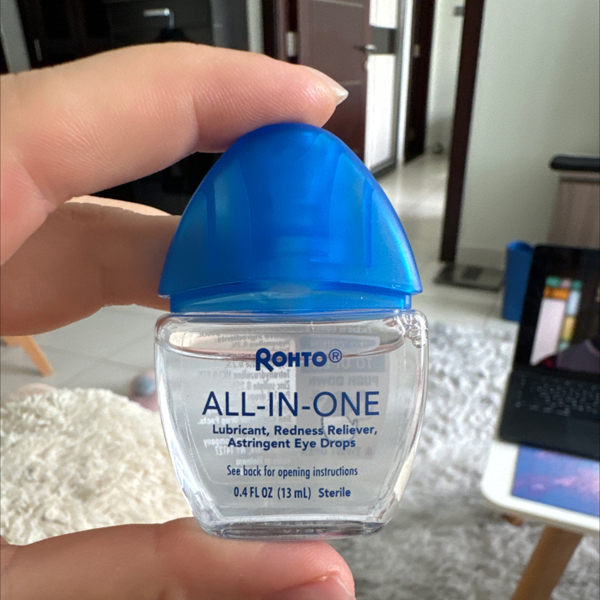 ROHTO®
ALL-IN-ONE
Lubricant, Redness Reliever,
Astringent Eye Drops
See back for opening instructions
0.4 FL OZ (13 mL) Sterile